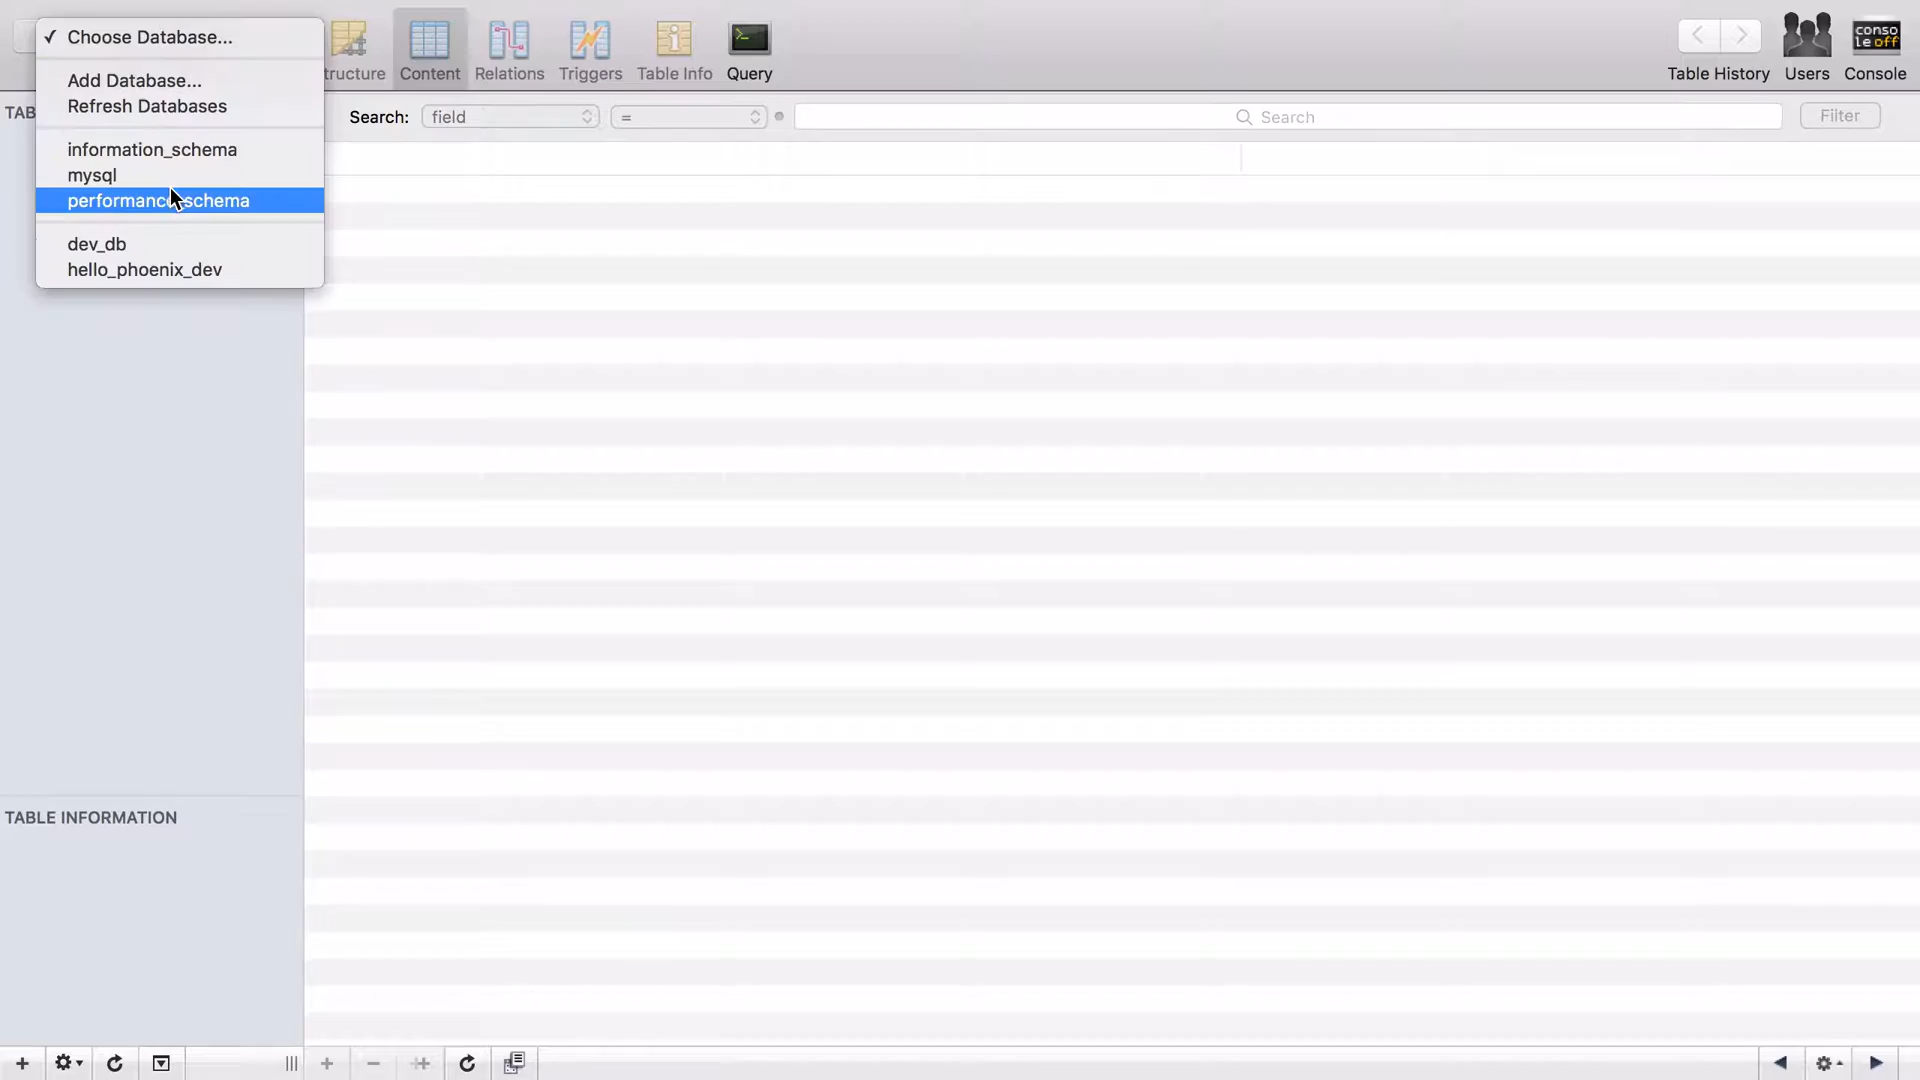 ✓ Choose Database...
Add Database...
Refresh Databases
information_schema
mysql
performance_schema
dev_db
hello_phoenix_dev
tructure
Content
Relations
Triggers
Table Info
Query
Table History
Users
conso
le off
Console
TAB
Search:
field
=
Search
Filter
TABLE INFORMATION